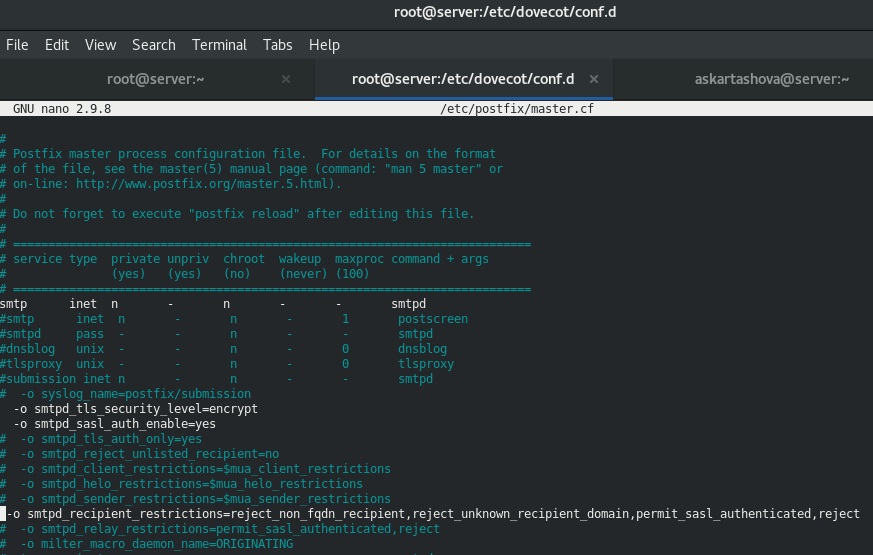 root@server:/etc/dovecot/conf.d
File Edit View Search Terminal Tabs Help
root@server:~ × root@server:/etc/dovecot/conf.d × askartashova@server:~
GNU nano 2.9.8 /etc/postfix/master.cf
#
# Postfix master process configuration file.  For details on the format
# of the file, see the master(5) manual page (command: "man 5 master" or
# on-line: http://www.postfix.org/master.5.html).
#
# Do not forget to execute "postfix reload" after editing this file.
#
# ==========================================================================
# service type  private unpriv  chroot  wakeup  maxproc command + args
#               (yes)   (yes)   (no)    (never) (100)
# ==========================================================================
smtp      inet  n       -       n       -       -       smtpd
#smtp      inet  n       -       n       -       1       postscreen
#smtpd     pass  -       -       n       -       -       smtpd
#dnsblog   unix  -       -       n       -       0       dnsblog
#tlsproxy  unix  -       -       n       -       0       tlsproxy
#submission inet n       -       n       -       -       smtpd
#  -o syslog_name=postfix/submission
  -o smtpd_tls_security_level=encrypt
  -o smtpd_sasl_auth_enable=yes
#  -o smtpd_tls_auth_only=yes
#  -o smtpd_reject_unlisted_recipient=no
#  -o smtpd_client_restrictions=$mua_client_restrictions
#  -o smtpd_helo_restrictions=$mua_helo_restrictions
#  -o smtpd_sender_restrictions=$mua_sender_restrictions
 -o smtpd_recipient_restrictions=reject_non_fqdn_recipient,reject_unknown_recipient_domain,permit_sasl_authenticated,reject
#  -o smtpd_relay_restrictions=permit_sasl_authenticated,reject
#  -o milter_macro_daemon_name=ORIGINATING